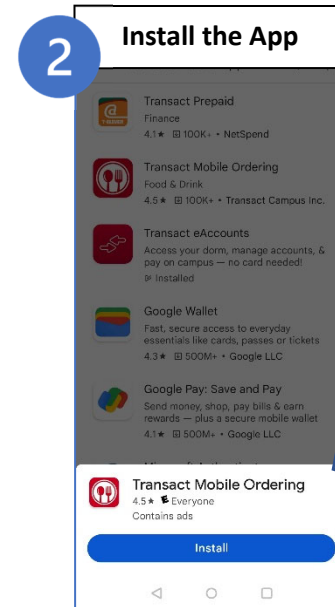 2
Install the App
Transact Prepaid
Finance
4.1★ 100K+ • NetSpend
Transact Mobile Ordering
Food & Drink
4.5★ 100K+ • Transact Campus Inc.
Transact eAccounts
Access your dorm, manage accounts, &
pay on campus — no card needed!
Installed
Google Wallet
Fast, secure access to everyday
essentials like cards, passes or tickets
4.3★ 500M+ • Google LLC
Google Pay: Save and Pay
Send money, shop, pay bills & earn
rewards — plus a secure mobile wallet
4.1★ 500M+ • Google LLC
Transact Mobile Ordering
4.5★ E Everyone
Contains ads
Install